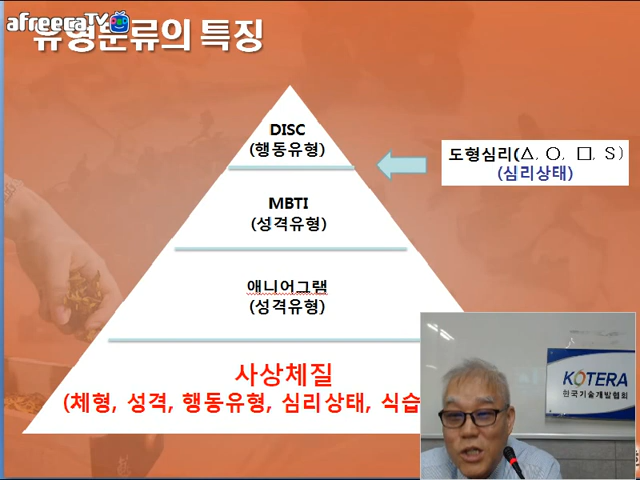 afreecaTV
유형분류의 특징
DISC
(행동유형)
도형심리(△, ○, □, S)
(심리상태)
MBTI
(성격유형)
애니어그램
(성격유형)
사상체질
(체형, 성격, 행동유형, 심리상태, 식습
KOTERA
한국기술개발협회